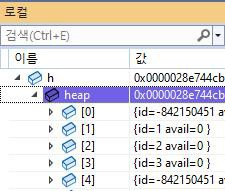 로컬
검색(Ctrl+E)
이름 값
h 0x0000028e744cb
heap 0x0000028e744cb
[0] {id=-842150451 av
[1] {id=1 avail=0 }
[2] {id=2 avail=0 }
[3] {id=3 avail=0 }
[4] {id=-842150451 av